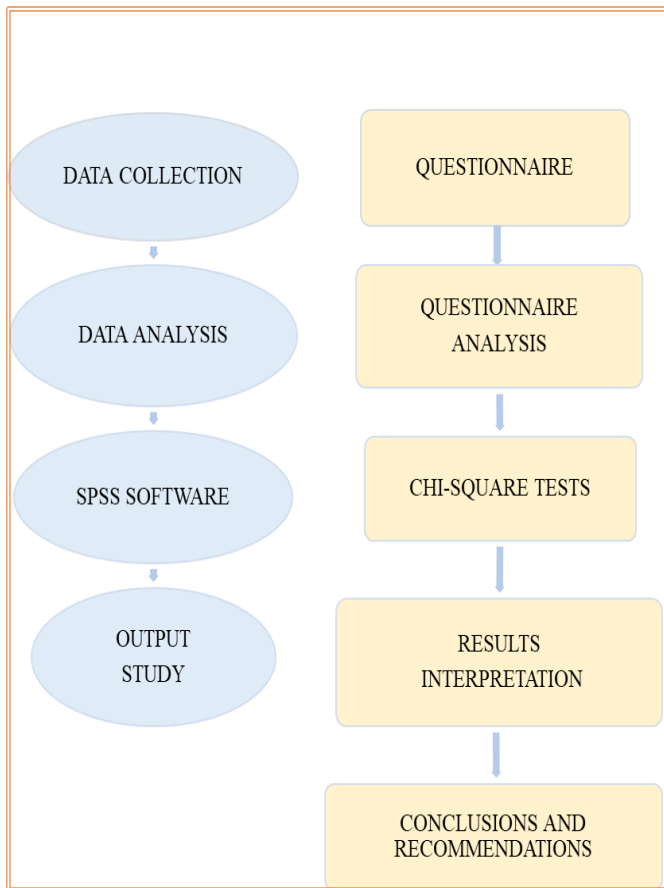 DATA COLLECTION
DATA ANALYSIS
SPSS SOFTWARE
OUTPUT
STUDY
QUESTIONNAIRE
QUESTIONNAIRE
ANALYSIS
CHI-SQUARE TESTS
RESULTS
INTERPRETATION
CONCLUSIONS AND
RECOMMENDATIONS